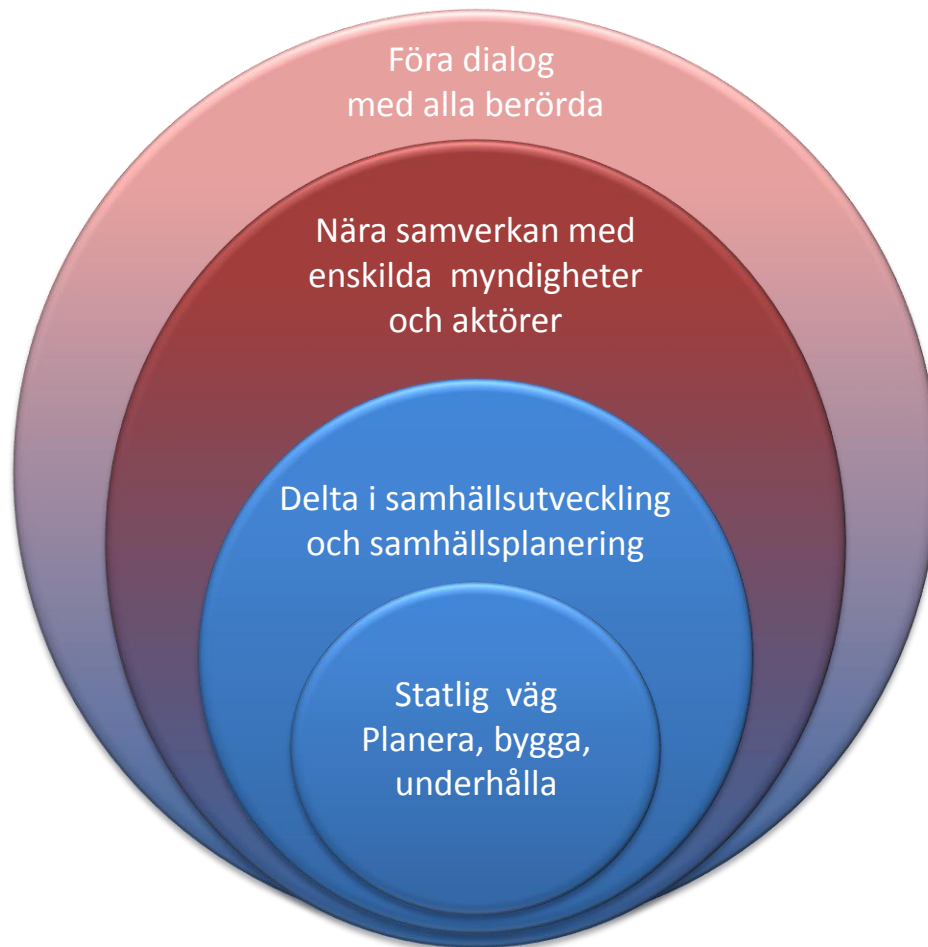 Föra dialog
med alla berörda
Nära samverkan med
enskilda  myndigheter
och aktörer
Delta i samhällsutveckling
och samhällsplanering
Statlig  väg
Planera, bygga,
underhålla